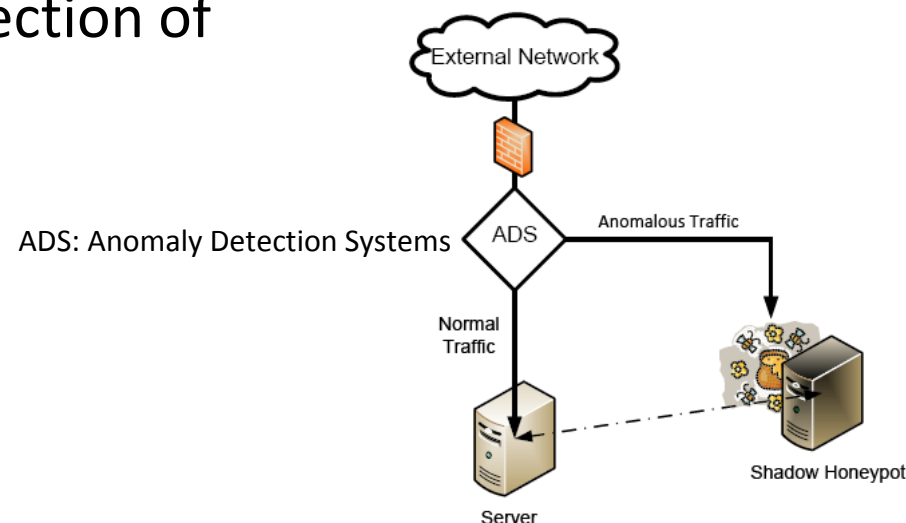 ection of
External Network
ADS: Anomaly Detection Systems
ADS
Anomalous Traffic
Normal
Traffic
Shadow Honeypot
Server